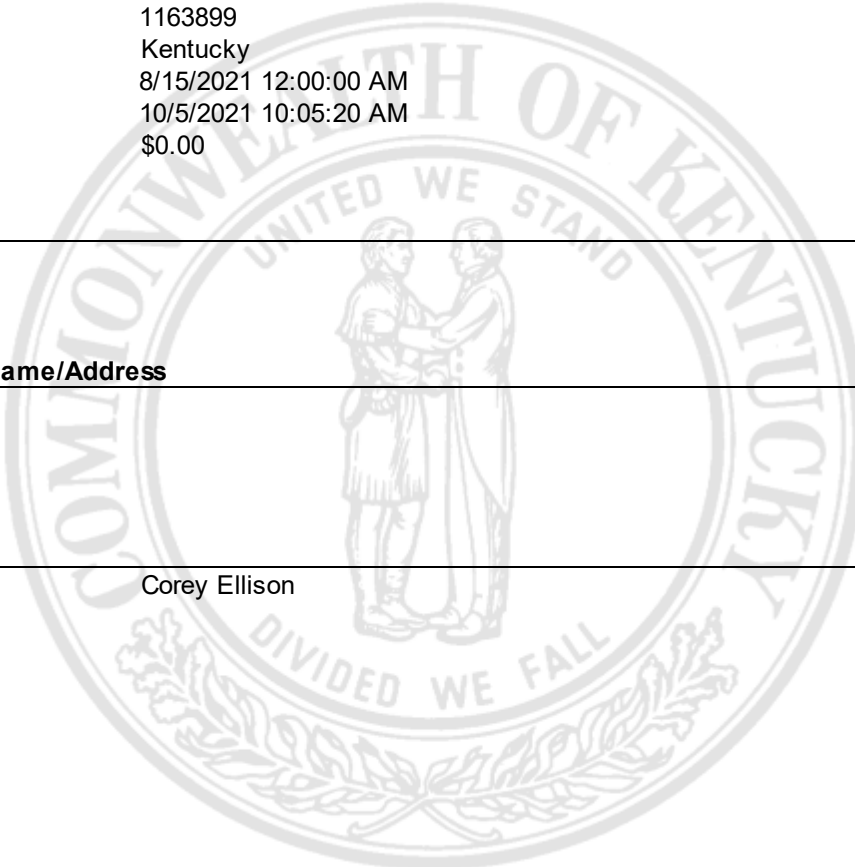 1163899
Kentucky
8/15/2021 12:00:00 AM
10/5/2021 10:05:20 AM
$0.00
COMMONWEALTH OF KENTUCKY
UNITED WE STAND
ame/Address
Corey Ellison
DIVIDED WE FALL